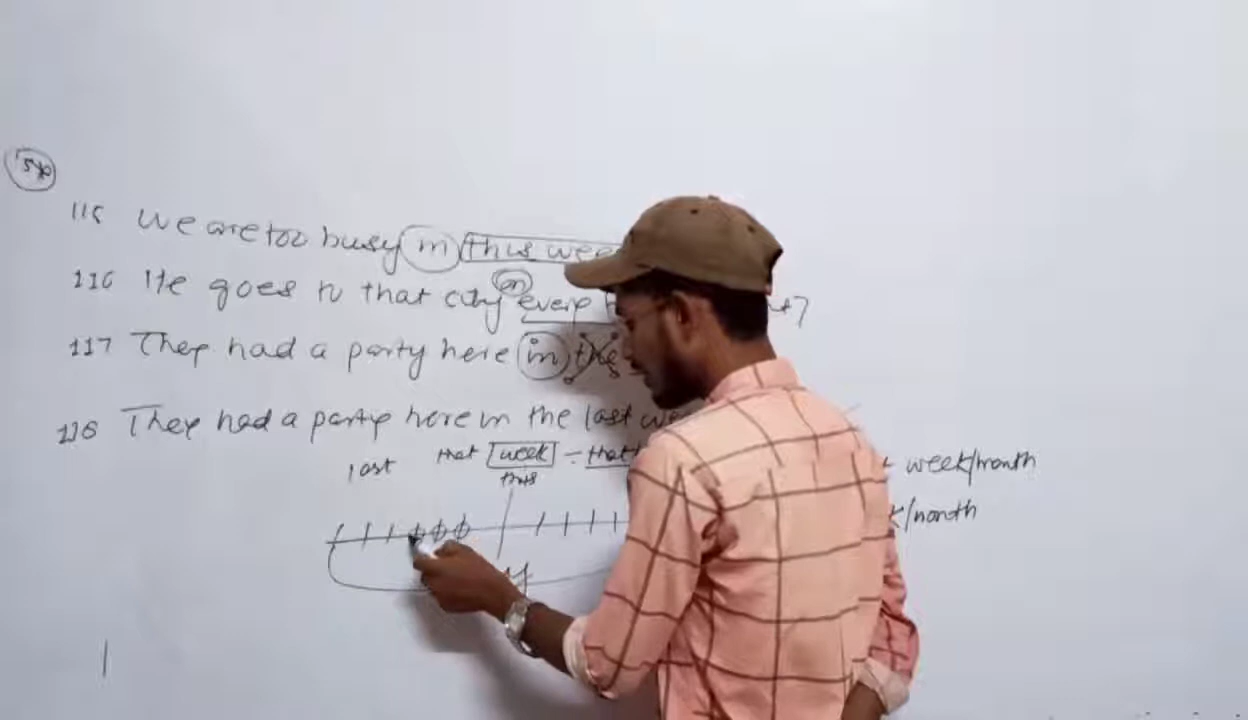 115 We are too busy in this wee
116 He goes to that city every
on
117 They had a party here in the
118 They had a party here in the last we
last that week - that
this
week/month
/month